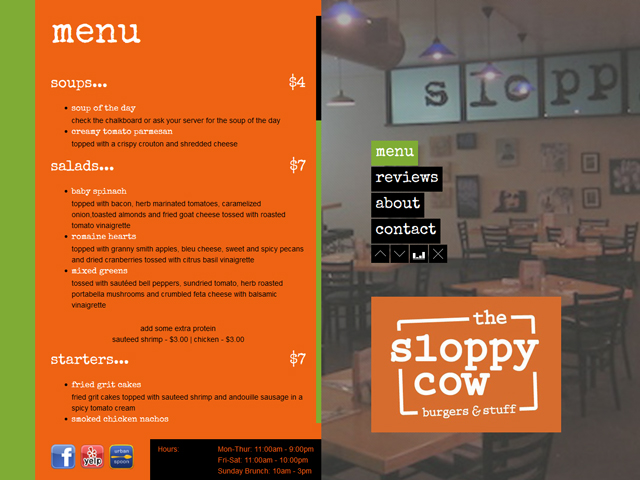 menu
soups... $4
soup of the day
check the chalkboard or ask your server for the soup of the day
creamy tomato parmesan
topped with a crispy crouton and shredded cheese
salads... $7
baby spinach
topped with bacon, herb marinated tomatoes, caramelized
onion,toasted almonds and fried goat cheese tossed with roasted
tomato vinaigrette
romaine hearts
topped with granny smith apples, bleu cheese, sweet and spicy pecans
and dried cranberries tossed with citrus basil vinaigrette
mixed greens
tossed with sautéed bell peppers, sundried tomato, herb roasted
portabella mushrooms and crumbled feta cheese with balsamic
vinaigrette
add some extra protein
sauteed shrimp - $3.00 | chicken - $3.00
starters... $7
fried grit cakes
fried grit cakes topped with sauteed shrimp and andouille sausage in a
spicy tomato cream
smoked chicken nachos
f
yelp
urban
spoon
Hours: Mon-Thur: 11:00am - 9:00pm
Fri-Sat: 11:00am - 10:00pm
Sunday Brunch: 10am - 3pm
slopp
menu
reviews
about
contact
the
sloppy
cow
burgers & stuff